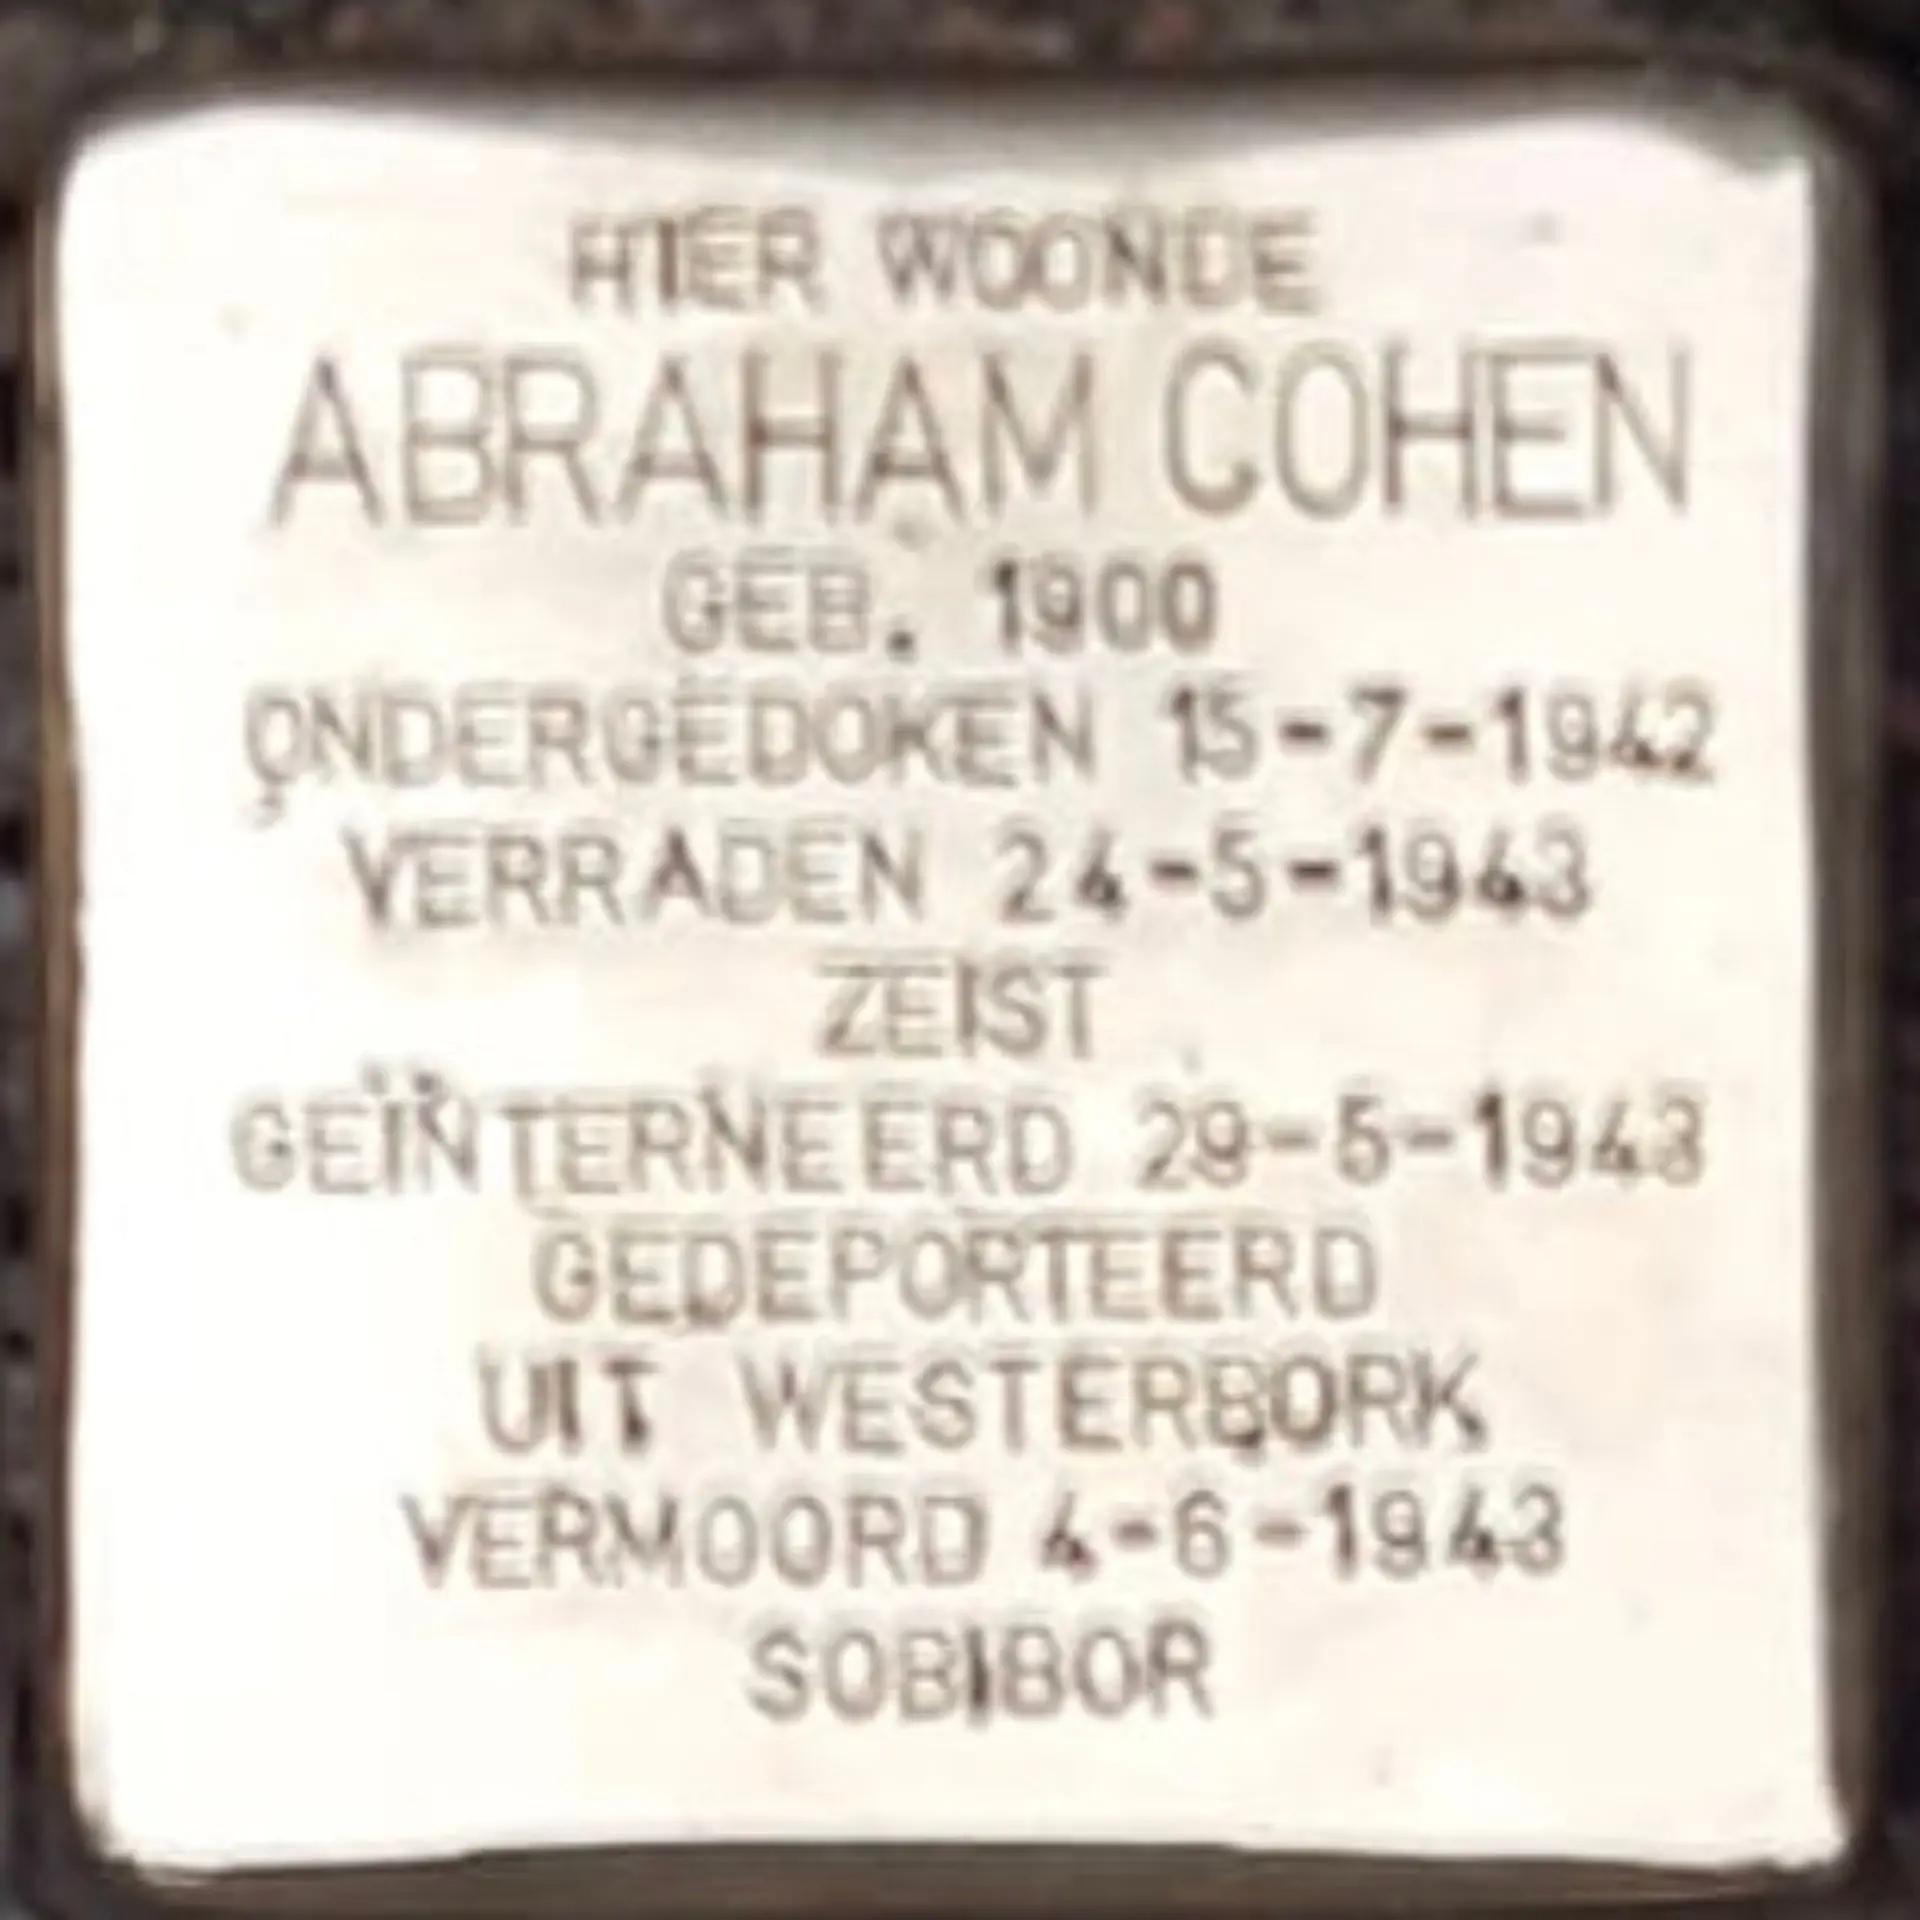 HIER WOONDE
ABRAHAM COHEN
GEB. 1900
ONDERGEDOKEN 15-7-1942
VERRADEN 24-5-1943
ZEIST
GEÏNTERNEERD 29-5-1943
GEDEPORTEERD
UIT WESTERBORK
VERMOORD 4-6-1943
SOBIBOR